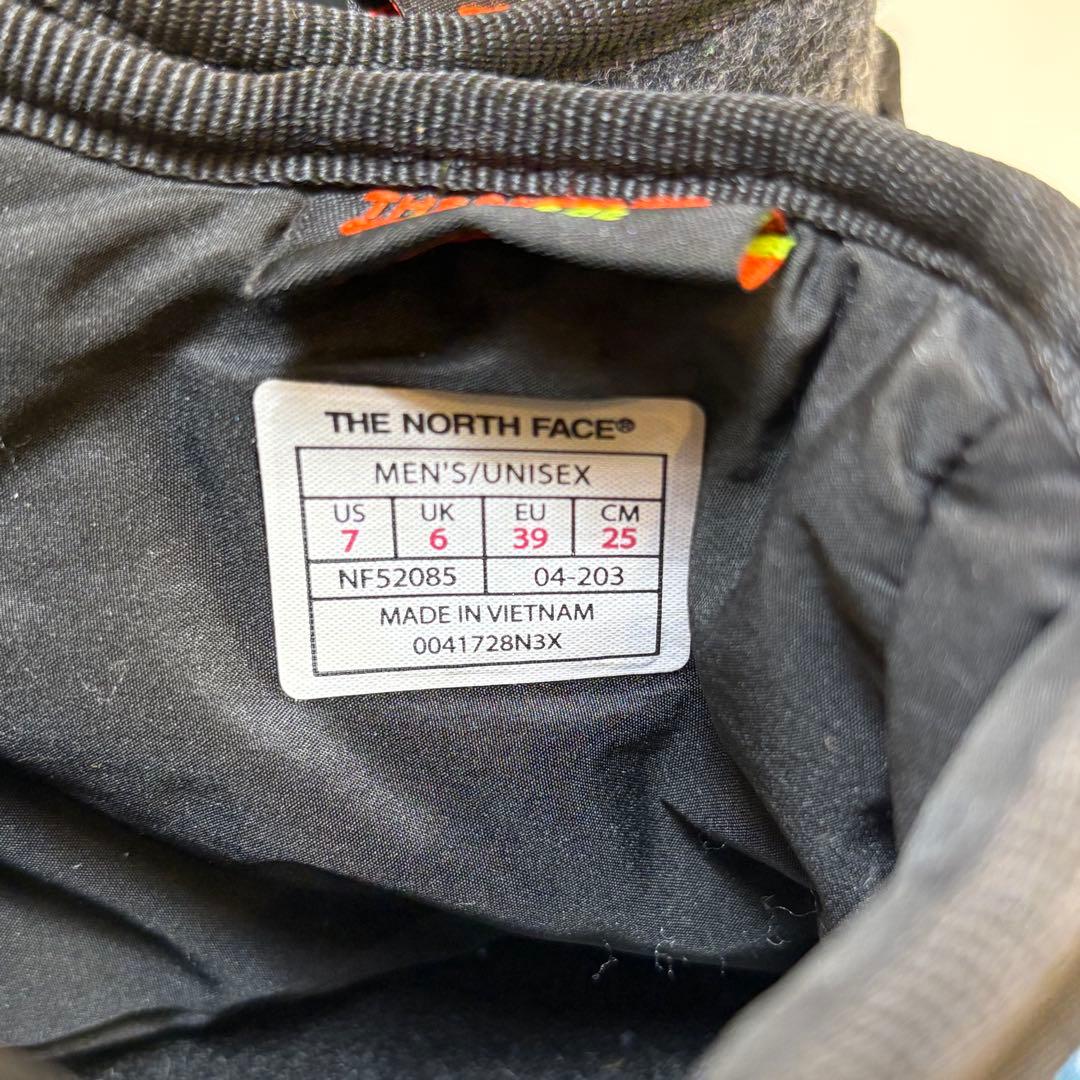 THE NORTH FACE®
MEN'S/UNISEX
US UK EU CM
7 6 39 25
NF52085 04-203
MADE IN VIETNAM
0041728N3X